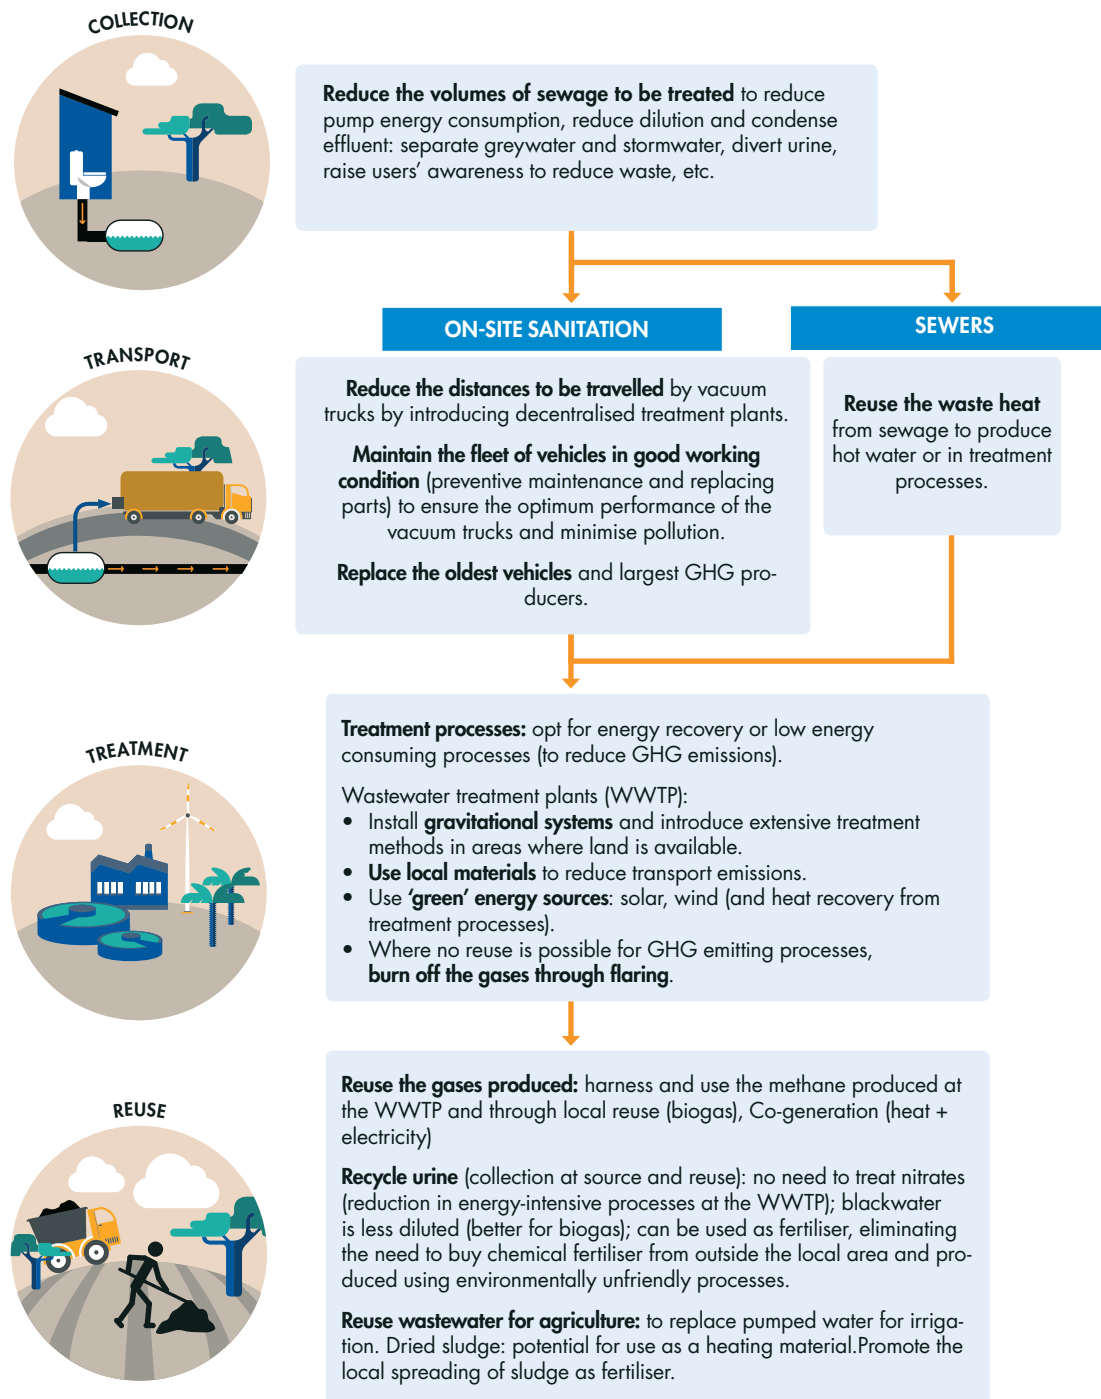 COLLECTION
Reduce the volumes of sewage to be treated to reduce
pump energy consumption, reduce dilution and condense
effluent: separate greywater and stormwater, divert urine,
raise users’ awareness to reduce waste, etc.
ON-SITE SANITATION
SEWERS
TRANSPORT
Reduce the distances to be travelled by vacuum
trucks by introducing decentralised treatment plants.
Maintain the fleet of vehicles in good working
condition (preventive maintenance and replacing
parts) to ensure the optimum performance of the
vacuum trucks and minimise pollution.
Replace the oldest vehicles and largest GHG pro-
ducers.
Reuse the waste heat
from sewage to produce
hot water or in treatment
processes.
TREATMENT
Treatment processes: opt for energy recovery or low energy
consuming processes (to reduce GHG emissions).
Wastewater treatment plants (WWTP):
• Install gravitational systems and introduce extensive treatment
methods in areas where land is available.
• Use local materials to reduce transport emissions.
• Use ‘green’ energy sources: solar, wind (and heat recovery from
treatment processes).
• Where no reuse is possible for GHG emitting processes,
burn off the gases through flaring.
REUSE
Reuse the gases produced: harness and use the methane produced at
the WWTP and through local reuse (biogas), Co-generation (heat +
electricity)
Recycle urine (collection at source and reuse): no need to treat nitrates
(reduction in energy-intensive processes at the WWTP); blackwater
is less diluted (better for biogas); can be used as fertiliser, eliminating
the need to buy chemical fertiliser from outside the local area and pro-
duced using environmentally unfriendly processes.
Reuse wastewater for agriculture: to replace pumped water for irriga-
tion. Dried sludge: potential for use as a heating material.Promote the
local spreading of sludge as fertiliser.